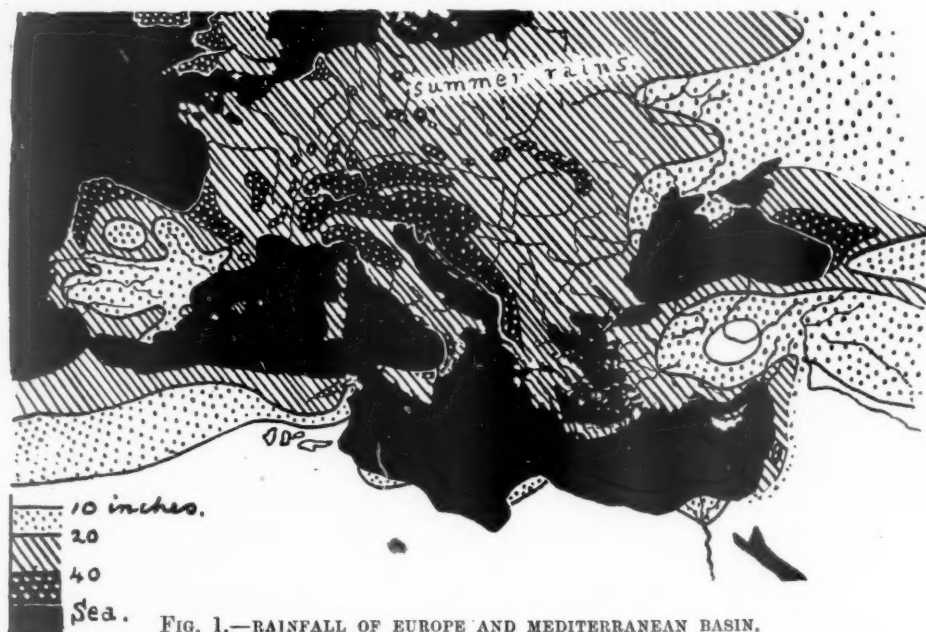 summer rains.
10 inches.
20
40
Sea.
FIG. 1.—RAINFALL OF EUROPE AND MEDITERRANEAN BASIN.